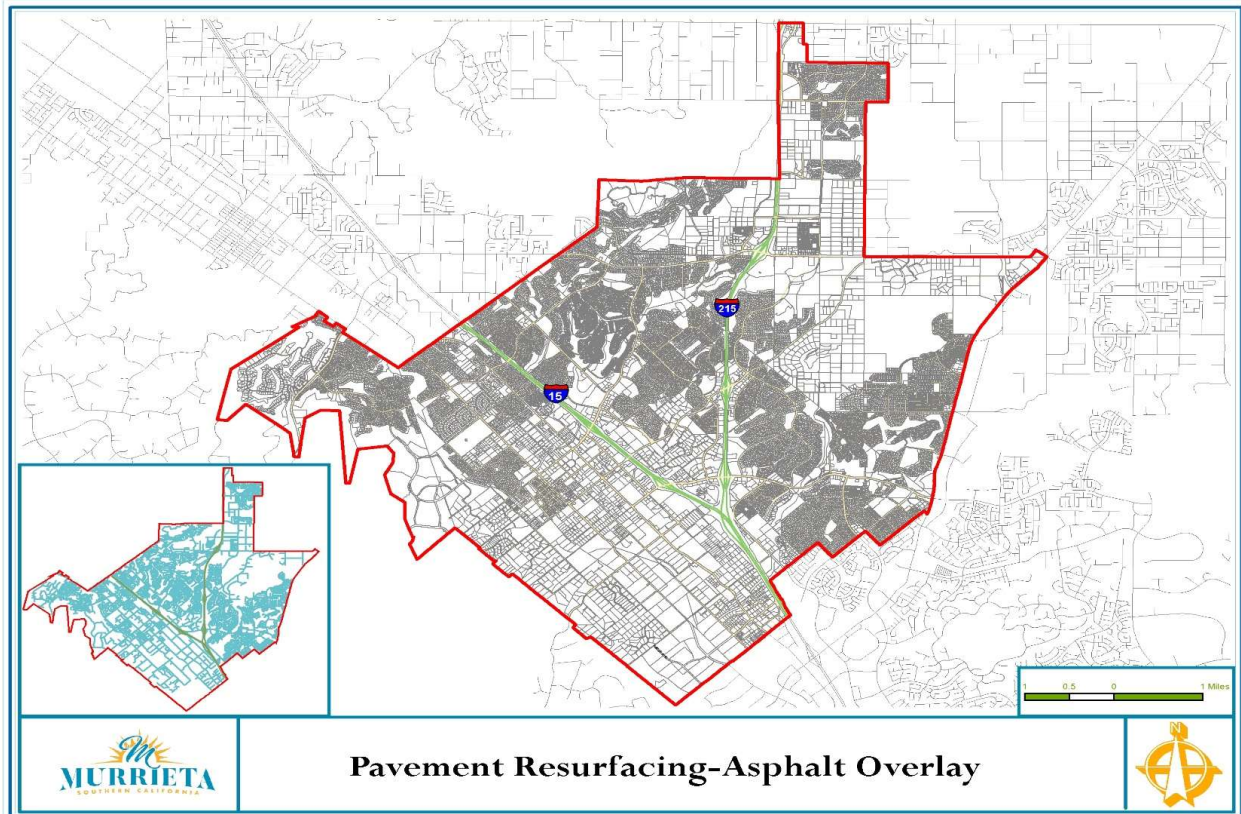 215
15
1 0.5 0 1 Miles
M
MURRIETA
SOUTHERN CALIFORNIA
Pavement Resurfacing-Asphalt Overlay
N